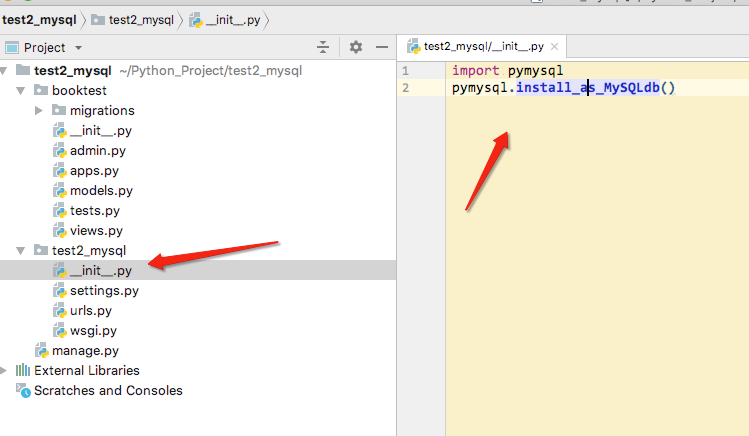 test2_mysql test2_mysql __init__.py
Project
test2_mysql/__init__.py
test2_mysql ~/Python_Project/test2_mysql
booktest
migrations
__init__.py
admin.py
apps.py
models.py
tests.py
views.py
test2_mysql
__init__.py
settings.py
urls.py
wsgi.py
manage.py
External Libraries
Scratches and Consoles
1 import pymysql
2 pymysql.install_as_MySQLdb()